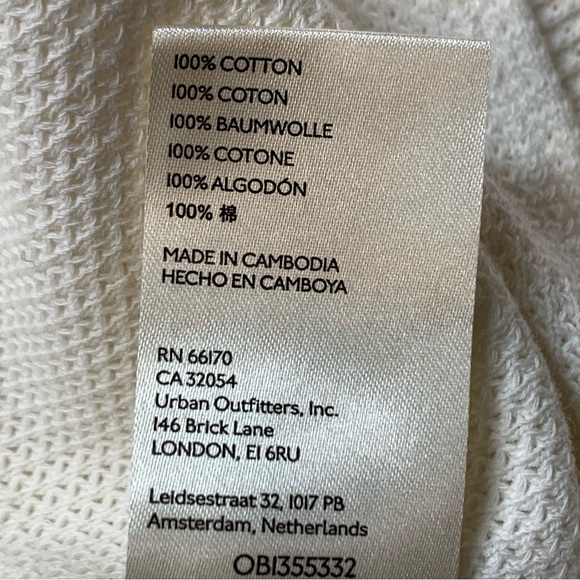 100% COTTON
100% COTON
100% BAUMWOLLE
100% COTONE
100% ALGODÓN
100% 棉
MADE IN CAMBODIA
HECHO EN CAMBOYA
RN 66170
CA 32054
Urban Outfitters, Inc.
146 Brick Lane
LONDON, E1 6RU
Leidsestraat 32, 1017 PB
Amsterdam, Netherlands
OB1355332